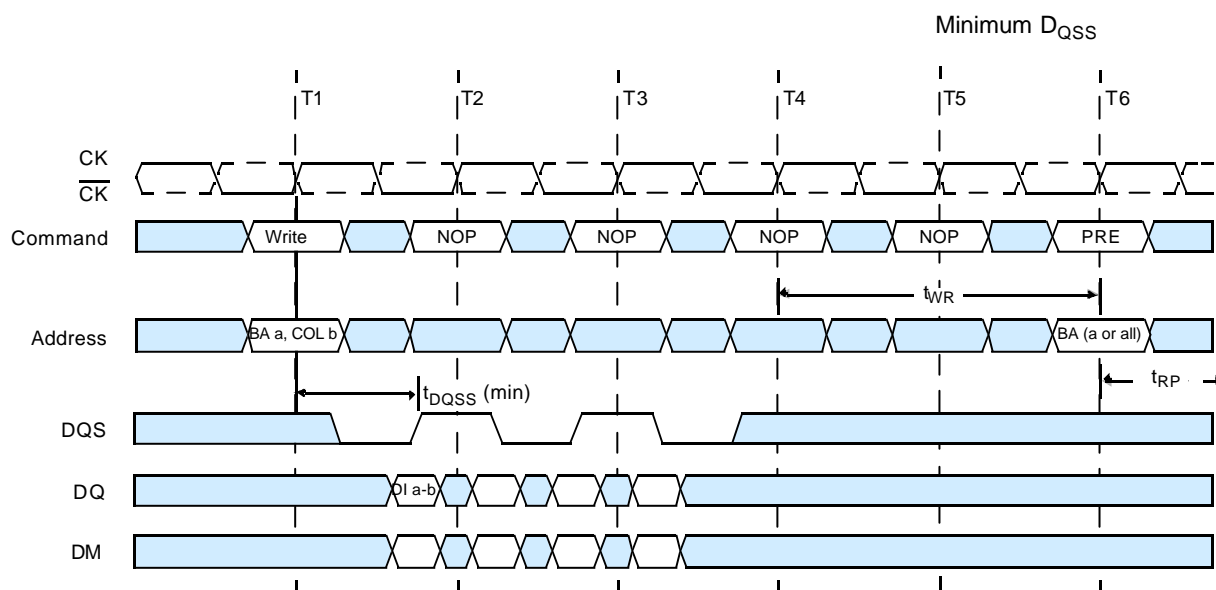 Minimum DQSS
T1 T2 T3 T4 T5 T6
CK
CK
Command Write NOP NOP NOP NOP PRE
tWR
Address BA a, COL b BA (a or all)
tDQSS (min) tRP
DQS
DQ DI a-b
DM